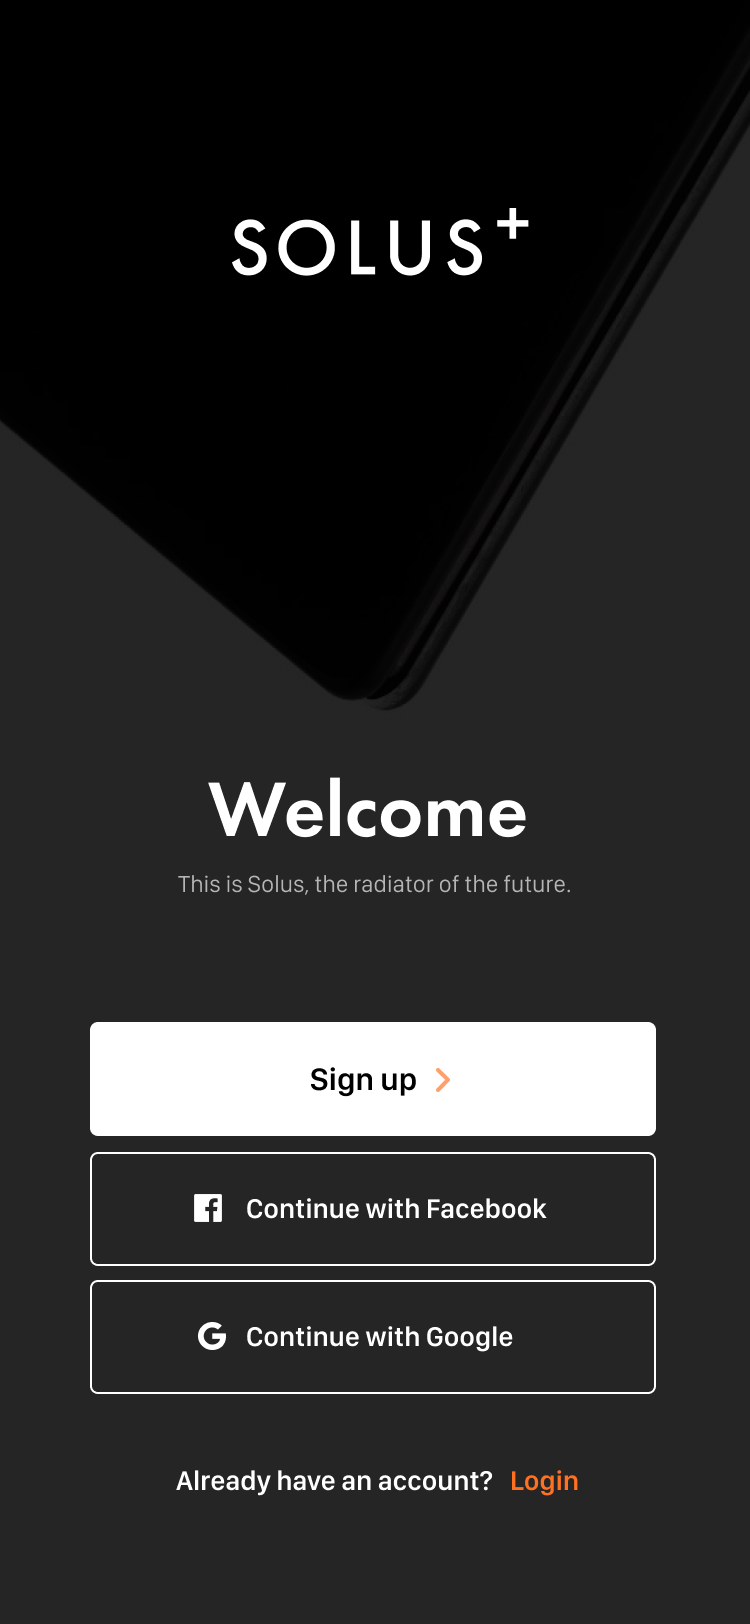 SOLUS+
Welcome
This is Solus, the radiator of the future.
Sign up
Continue with Facebook
Continue with Google
Already have an account? Login